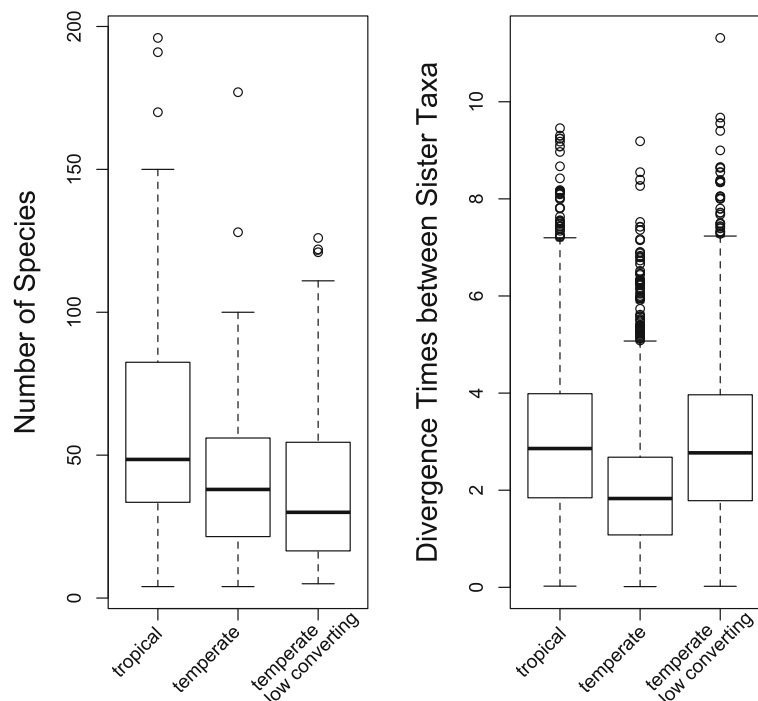 Number of Species
200
150
100
50
0
tropical
temperate
temperate
low converting
Divergence Times between Sister Taxa
10
8
6
4
2
0
tropical
temperate
temperate
low converting